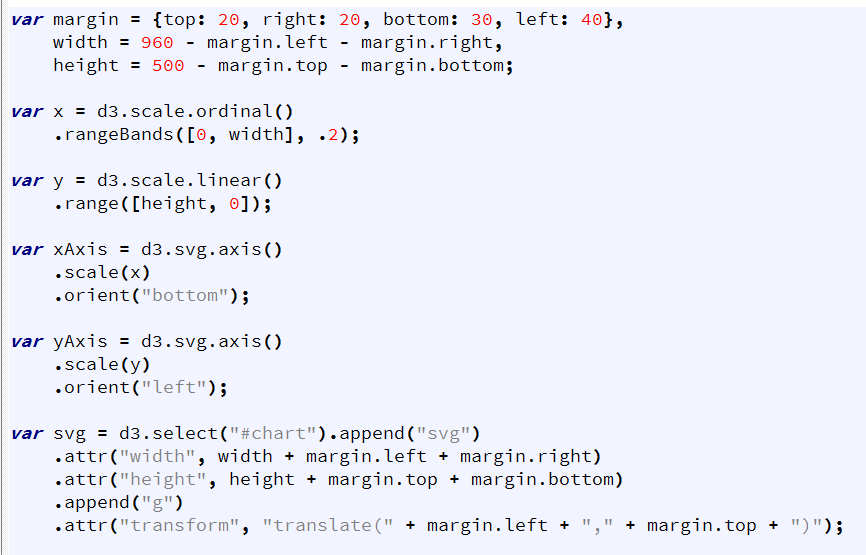 var margin = {top: 20, right: 20, bottom: 30, left: 40},
    width = 960 - margin.left - margin.right,
    height = 500 - margin.top - margin.bottom;

var x = d3.scale.ordinal()
    .rangeBands([0, width], .2);

var y = d3.scale.linear()
    .range([height, 0]);

var xAxis = d3.svg.axis()
    .scale(x)
    .orient("bottom");

var yAxis = d3.svg.axis()
    .scale(y)
    .orient("left");

var svg = d3.select("#chart").append("svg")
    .attr("width", width + margin.left + margin.right)
    .attr("height", height + margin.top + margin.bottom)
    .append("g")
    .attr("transform", "translate(" + margin.left + "," + margin.top + ")");